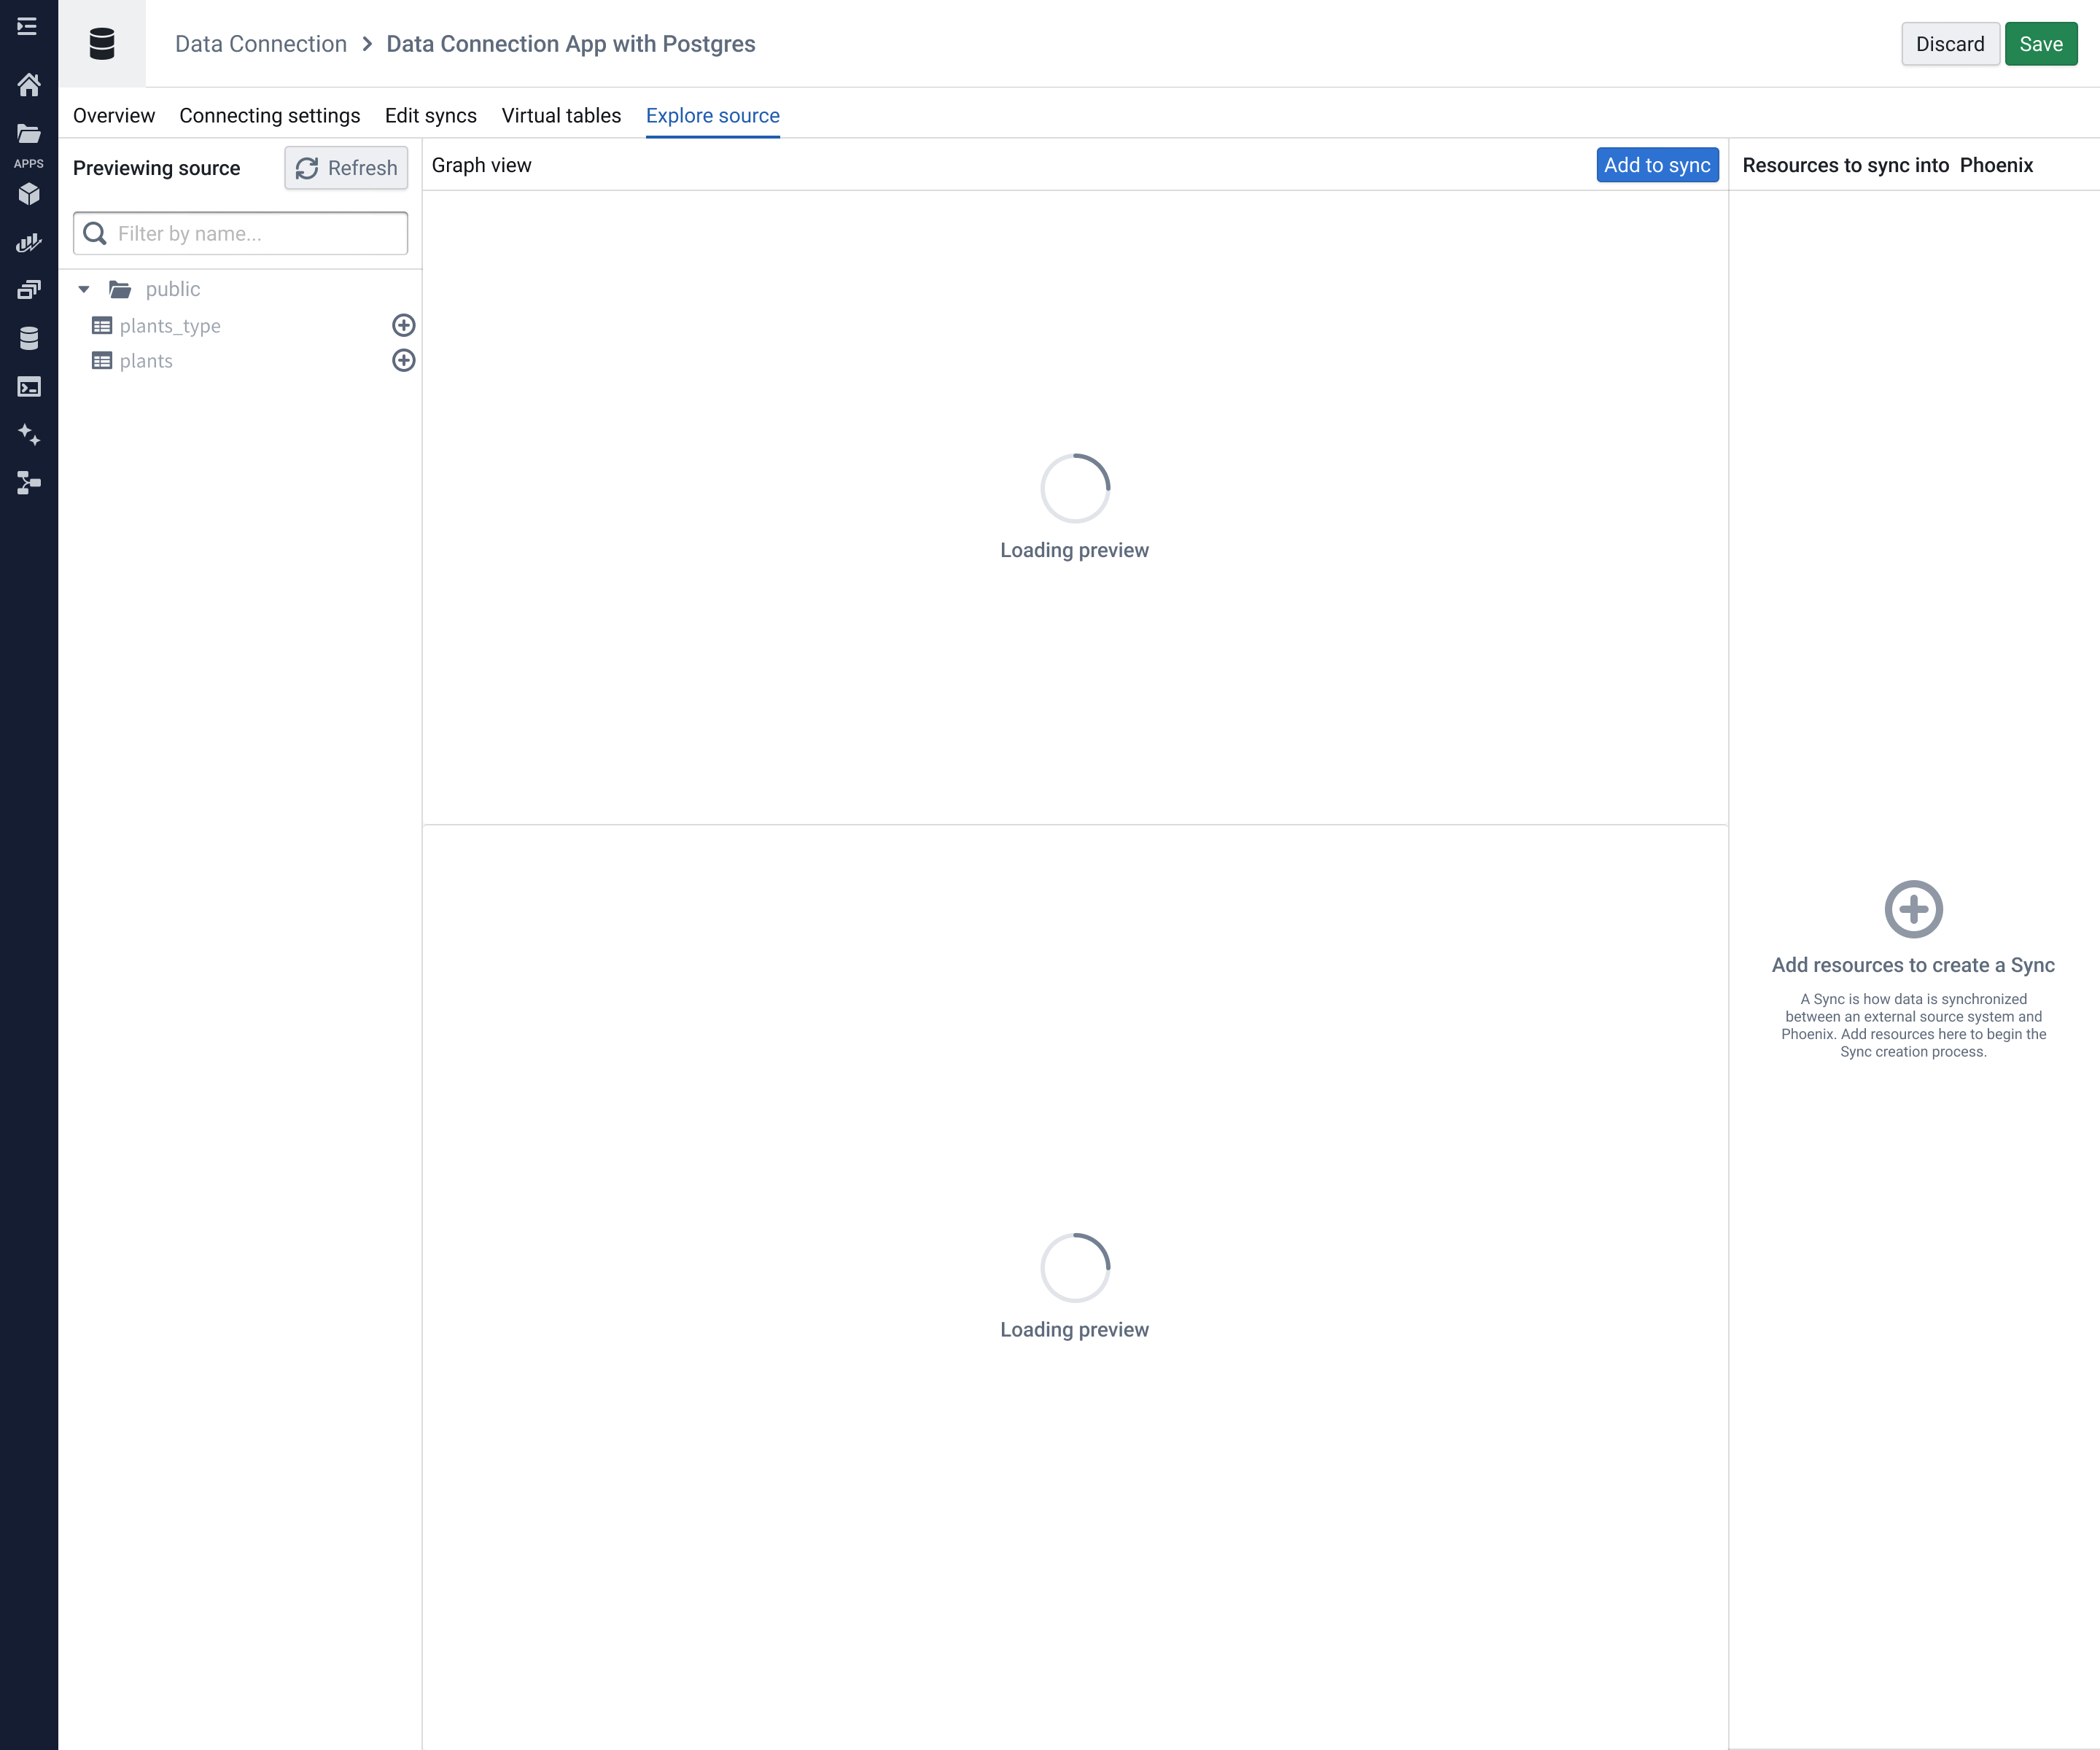 Data Connection > Data Connection App with Postgres
Discard
Save
Overview
Connecting settings
Edit syncs
Virtual tables
Explore source
APPS
Previewing source
Refresh
Filter by name...
public
plants_type
plants
Graph view
Add to sync
Loading preview
Loading preview
Resources to sync into Phoenix
Add resources to create a Sync
A Sync is how data is synchronized
between an external source system and
Phoenix. Add resources here to begin the
Sync creation process.